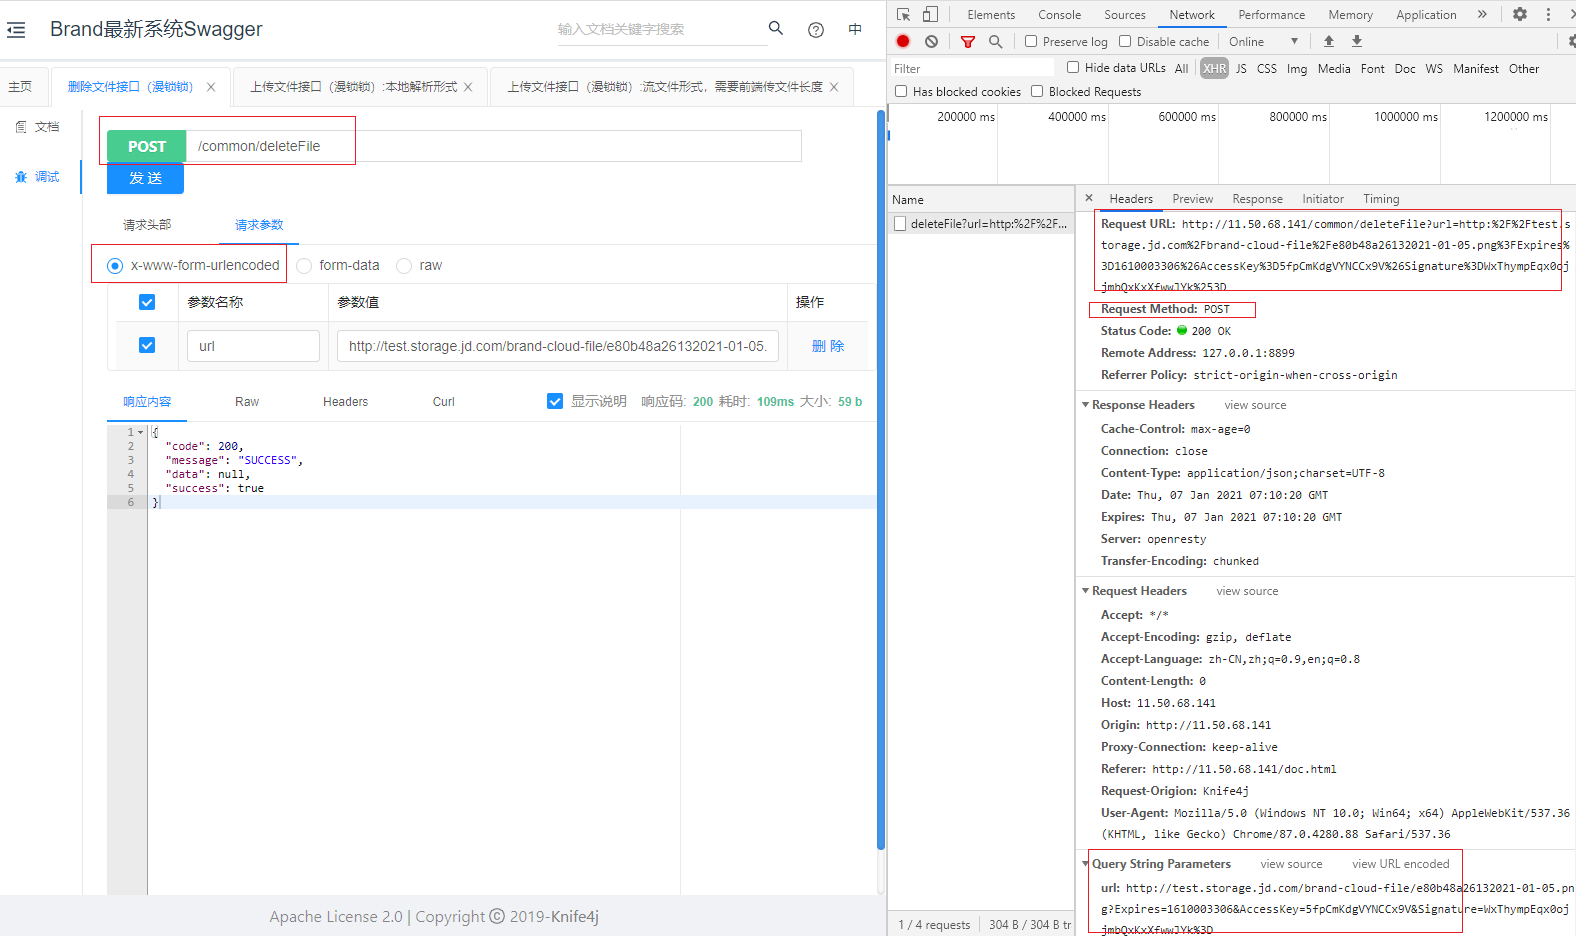 Brand最新系统Swagger
输入文档关键字搜索
中
主页
删除文件接口（漫锁锁）
上传文件接口（漫锁锁）:本地解析形式
上传文件接口（漫锁锁）:流文件形式，需要前端传文件长度
文档
调试
POST
/common/deleteFile
发 送
请求头部
请求参数
x-www-form-urlencoded
form-data
raw
参数名称
参数值
操作
url
http://test.storage.jd.com/brand-cloud-file/e80b48a26132021-01-05.
删 除
响应内容
Raw
Headers
Curl
显示说明
响应码: 200 耗时: 109ms 大小: 59 b
1 {
2 "code": 200,
3 "message": "SUCCESS",
4 "data": null,
5 "success": true
6 }
Apache License 2.0 | Copyright © 2019-Knife4j
Elements
Console
Sources
Network
Performance
Memory
Application
»
Preserve log
Disable cache
Online
Filter
Hide data URLs
All
XHR
JS
CSS
Img
Media
Font
Doc
WS
Manifest
Other
Has blocked cookies
Blocked Requests
200000 ms
400000 ms
600000 ms
800000 ms
1000000 ms
1200000 ms
Name
deleteFile?url=http:%2F%2F...
1 / 4 requests
304 B / 304 B tr
Headers
Preview
Response
Initiator
Timing
Request URL: http://11.50.68.141/common/deleteFile?url=http:%2F%2Ftest.s
torage.jd.com%2Fbrand-cloud-file%2Fe80b48a26132021-01-05.png%3FExpires%
3D1610003306%26AccessKey%3D5fpCmKdgVYNCCx9V%26Signature%3DWxThympEqx0oj
jmbQxKxXfwwJYk%253D
Request Method: POST
Status Code: 200 OK
Remote Address: 127.0.0.1:8899
Referrer Policy: strict-origin-when-cross-origin
Response Headers
view source
Cache-Control: max-age=0
Connection: close
Content-Type: application/json;charset=UTF-8
Date: Thu, 07 Jan 2021 07:10:20 GMT
Expires: Thu, 07 Jan 2021 07:10:20 GMT
Server: openresty
Transfer-Encoding: chunked
Request Headers
view source
Accept: */*
Accept-Encoding: gzip, deflate
Accept-Language: zh-CN,zh;q=0.9,en;q=0.8
Content-Length: 0
Host: 11.50.68.141
Origin: http://11.50.68.141
Proxy-Connection: keep-alive
Referer: http://11.50.68.141/doc.html
Request-Origion: Knife4j
User-Agent: Mozilla/5.0 (Windows NT 10.0; Win64; x64) AppleWebKit/537.36
(KHTML, like Gecko) Chrome/87.0.4280.88 Safari/537.36
Query String Parameters
view source
view URL encoded
url: http://test.storage.jd.com/brand-cloud-file/e80b48a26132021-01-05.pn
g?Expires=1610003306&AccessKey=5fpCmKdgVYNCCx9V&Signature=WxThympEqx0oj
jmbQxKxXfwwJYk%3D